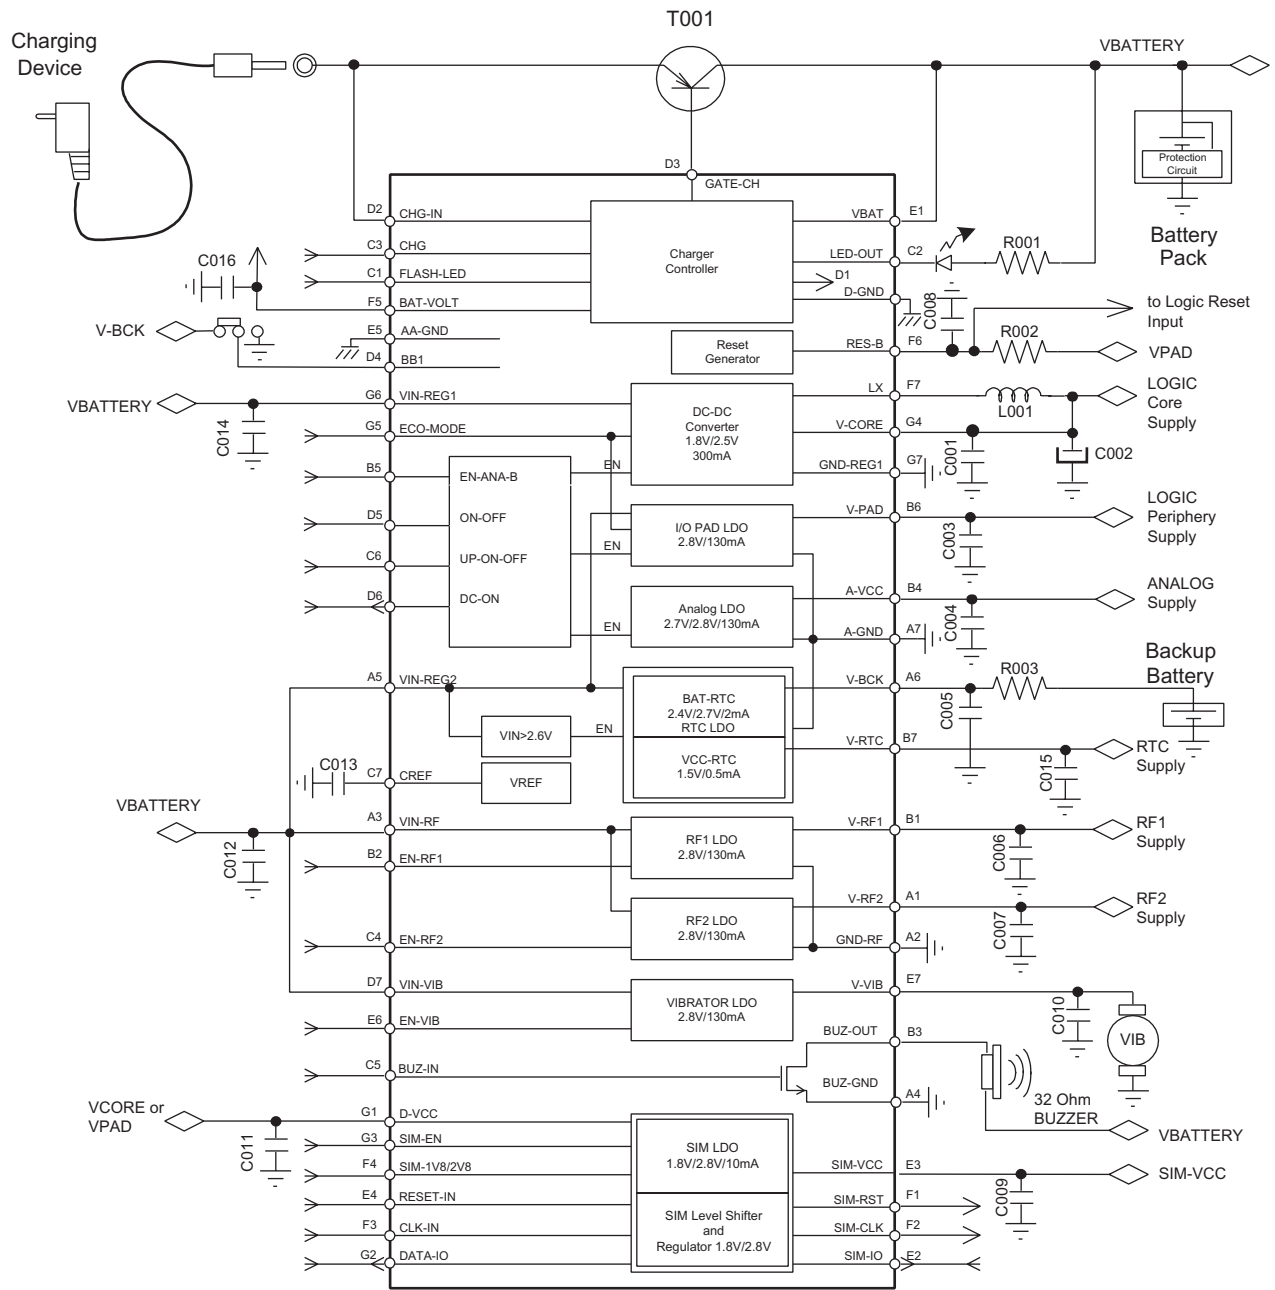 T001
Charging
Device
VBATTERY
Protection
Circuit
Battery
Pack
D3
GATE-CH
D2
CHG-IN
C3
CHG
C1
FLASH-LED
F5
BAT-VOLT
E5
AA-GND
D4
BB1
C016
V-BCK
Charger
Controller
VBAT
E1
LED-OUT
C2
R001
D1
D-GND
C008
to Logic Reset
Input
Reset
Generator
RES-B
F6
R002
VPAD
VBATTERY
C014
G6
VIN-REG1
G5
ECO-MODE
DC-DC
Converter
1.8V/2.5V
300mA
LX
F7
L001
LOGIC
Core
Supply
V-CORE
G4
C001
C002
GND-REG1
G7
B5
EN-ANA-B
EN
D5
ON-OFF
C6
UP-ON-OFF
D6
DC-ON
I/O PAD LDO
2.8V/130mA
EN
V-PAD
B6
C003
LOGIC
Periphery
Supply
Analog LDO
2.7V/2.8V/130mA
EN
A-VCC
B4
C004
ANALOG
Supply
A-GND
A7
Backup
Battery
A5
VIN-REG2
VIN>2.6V
EN
BAT-RTC
2.4V/2.7V/2mA
RTC LDO
VCC-RTC
1.5V/0.5mA
V-BCK
A6
R003
C005
V-RTC
B7
C015
RTC
Supply
C013
C7
CREF
VREF
VBATTERY
C012
A3
VIN-RF
B2
EN-RF1
RF1 LDO
2.8V/130mA
V-RF1
B1
C006
RF1
Supply
RF2 LDO
2.8V/130mA
V-RF2
A1
C007
RF2
Supply
C4
EN-RF2
GND-RF
A2
D7
VIN-VIB
E6
EN-VIB
VIBRATOR LDO
2.8V/130mA
V-VIB
E7
C010
VIB
BUZ-OUT
B3
C5
BUZ-IN
BUZ-GND
A4
32 Ohm
BUZZER
VBATTERY
VCORE or
VPAD
C011
G1
D-VCC
G3
SIM-EN
F4
SIM-1V8/2V8
E4
RESET-IN
F3
CLK-IN
G2
DATA-IO
SIM LDO
1.8V/2.8V/10mA
SIM Level Shifter
and
Regulator 1.8V/2.8V
SIM-VCC
E3
C009
SIM-VCC
SIM-RST
F1
SIM-CLK
F2
SIM-IO
E2